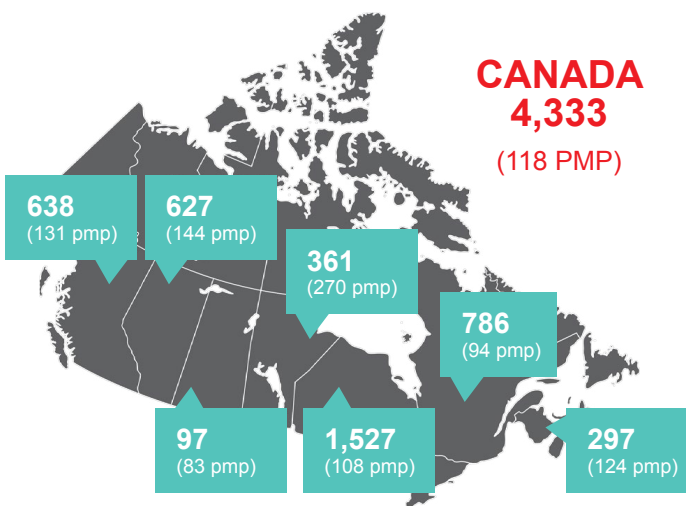 CANADA
4,333
(118 PMP)
638
(131 pmp)
627
(144 pmp)
361
(270 pmp)
786
(94 pmp)
97
(83 pmp)
1,527
(108 pmp)
297
(124 pmp)